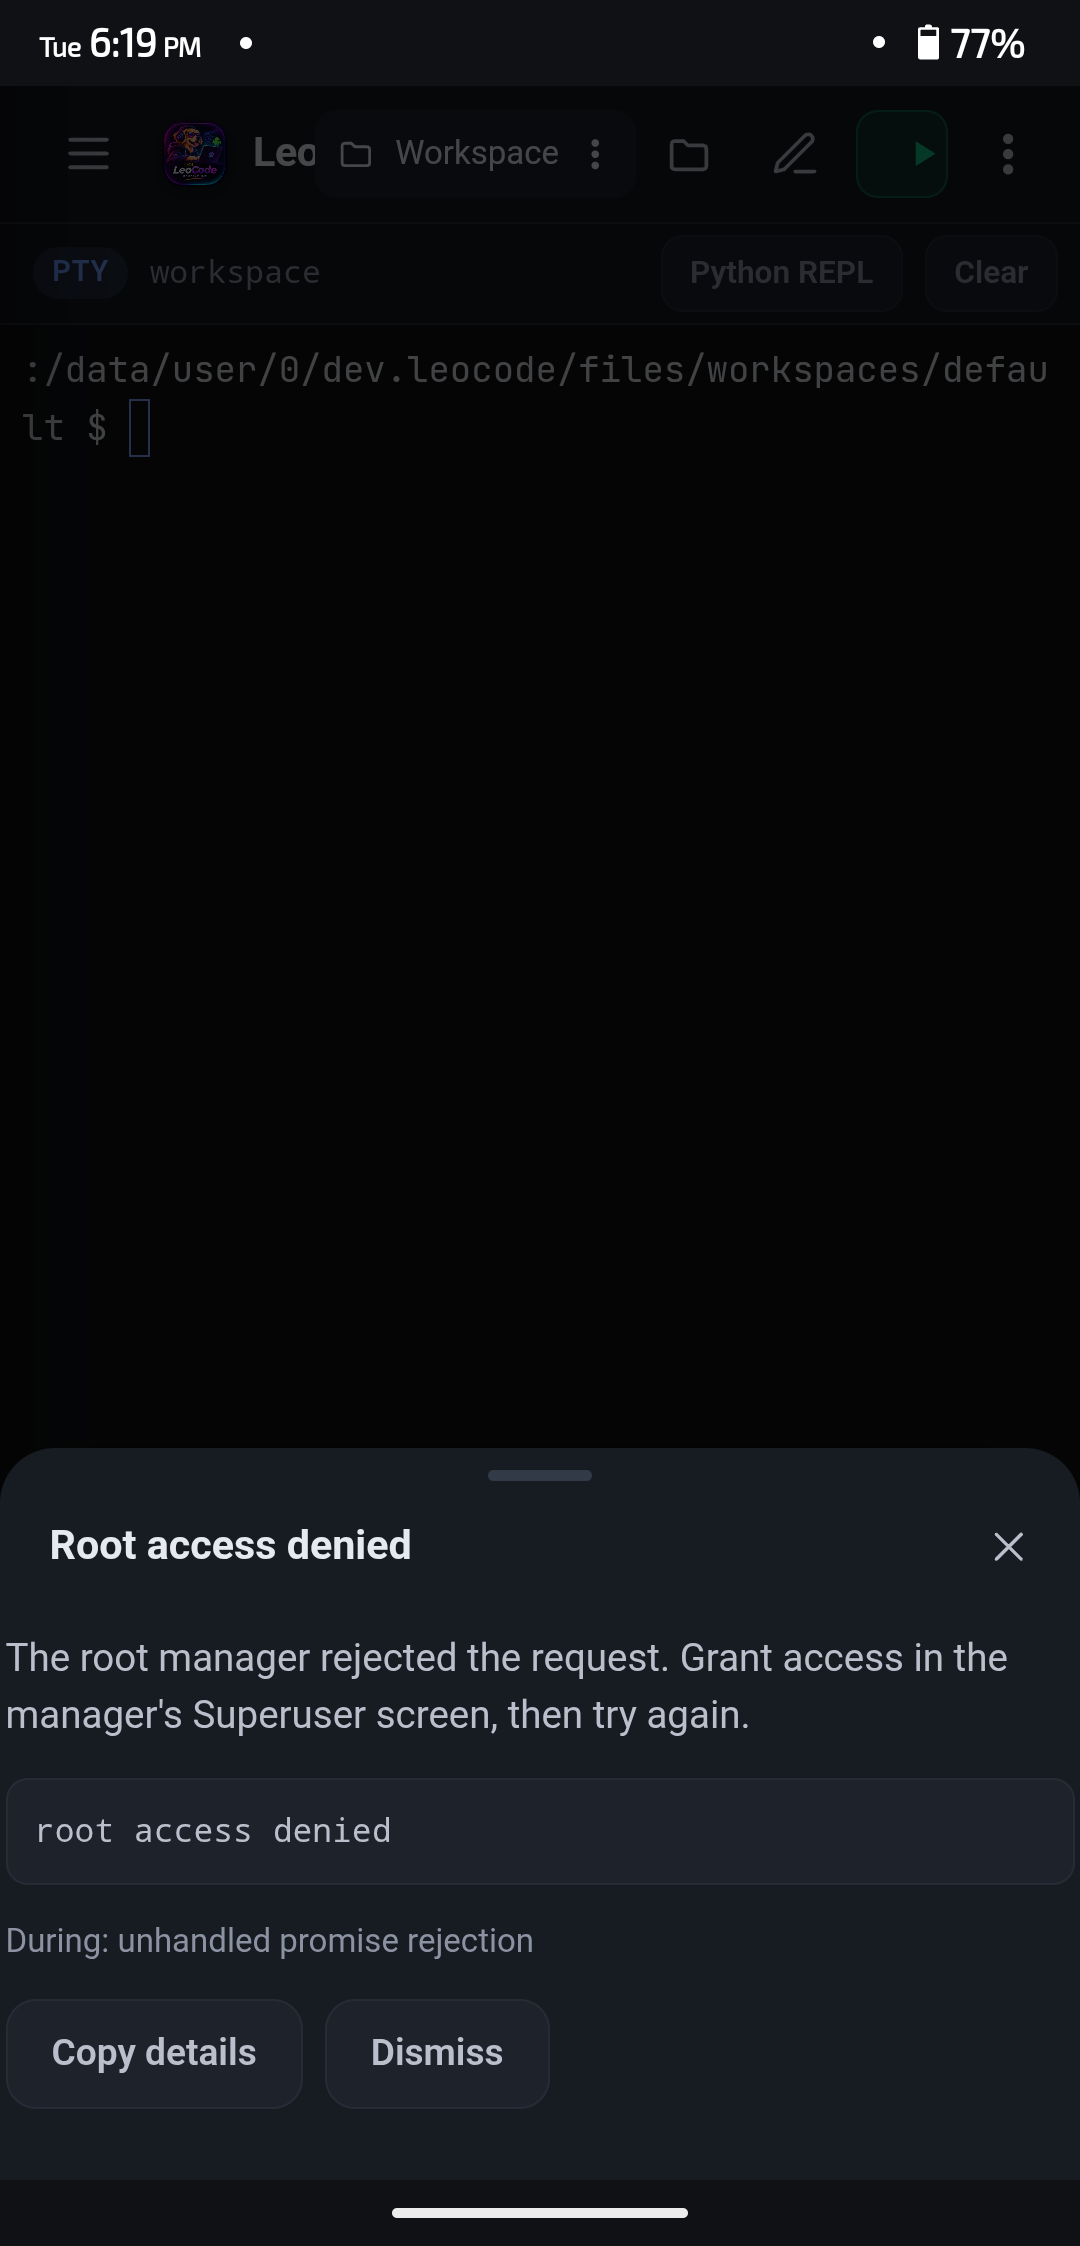 Tue 6:19 PM
77%
LeoCode
Leo
Workspace
PTY workspace
Python REPL
Clear
:/data/user/0/dev.leocode/files/workspaces/defau
lt $
Root access denied
The root manager rejected the request. Grant access in the
manager's Superuser screen, then try again.
root access denied
During: unhandled promise rejection
Copy details
Dismiss